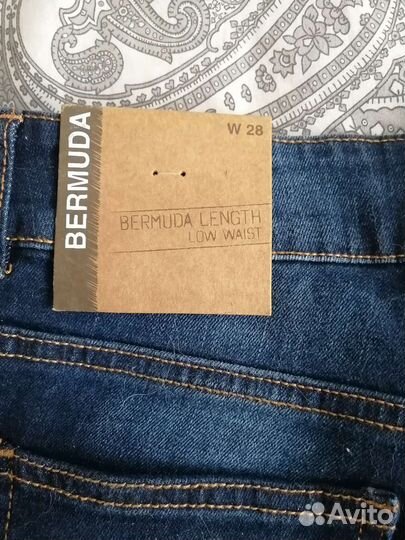 W 28
BERMUDA
BERMUDA LENGTH
LOW WAIST
Avito